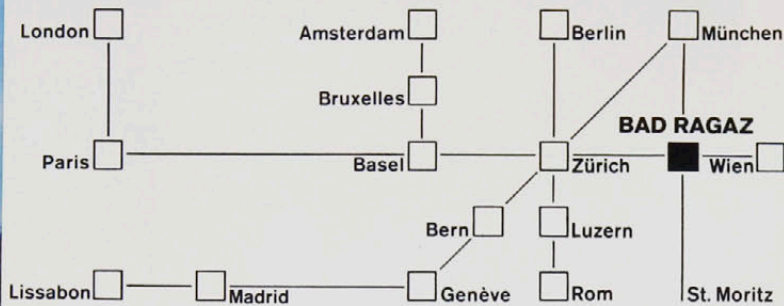 London Amsterdam Berlin München
Bruxelles
BAD RAGAZ
Paris Basel Zürich Wien
Bern Luzern
Lissabon Madrid Genève Rom St. Moritz